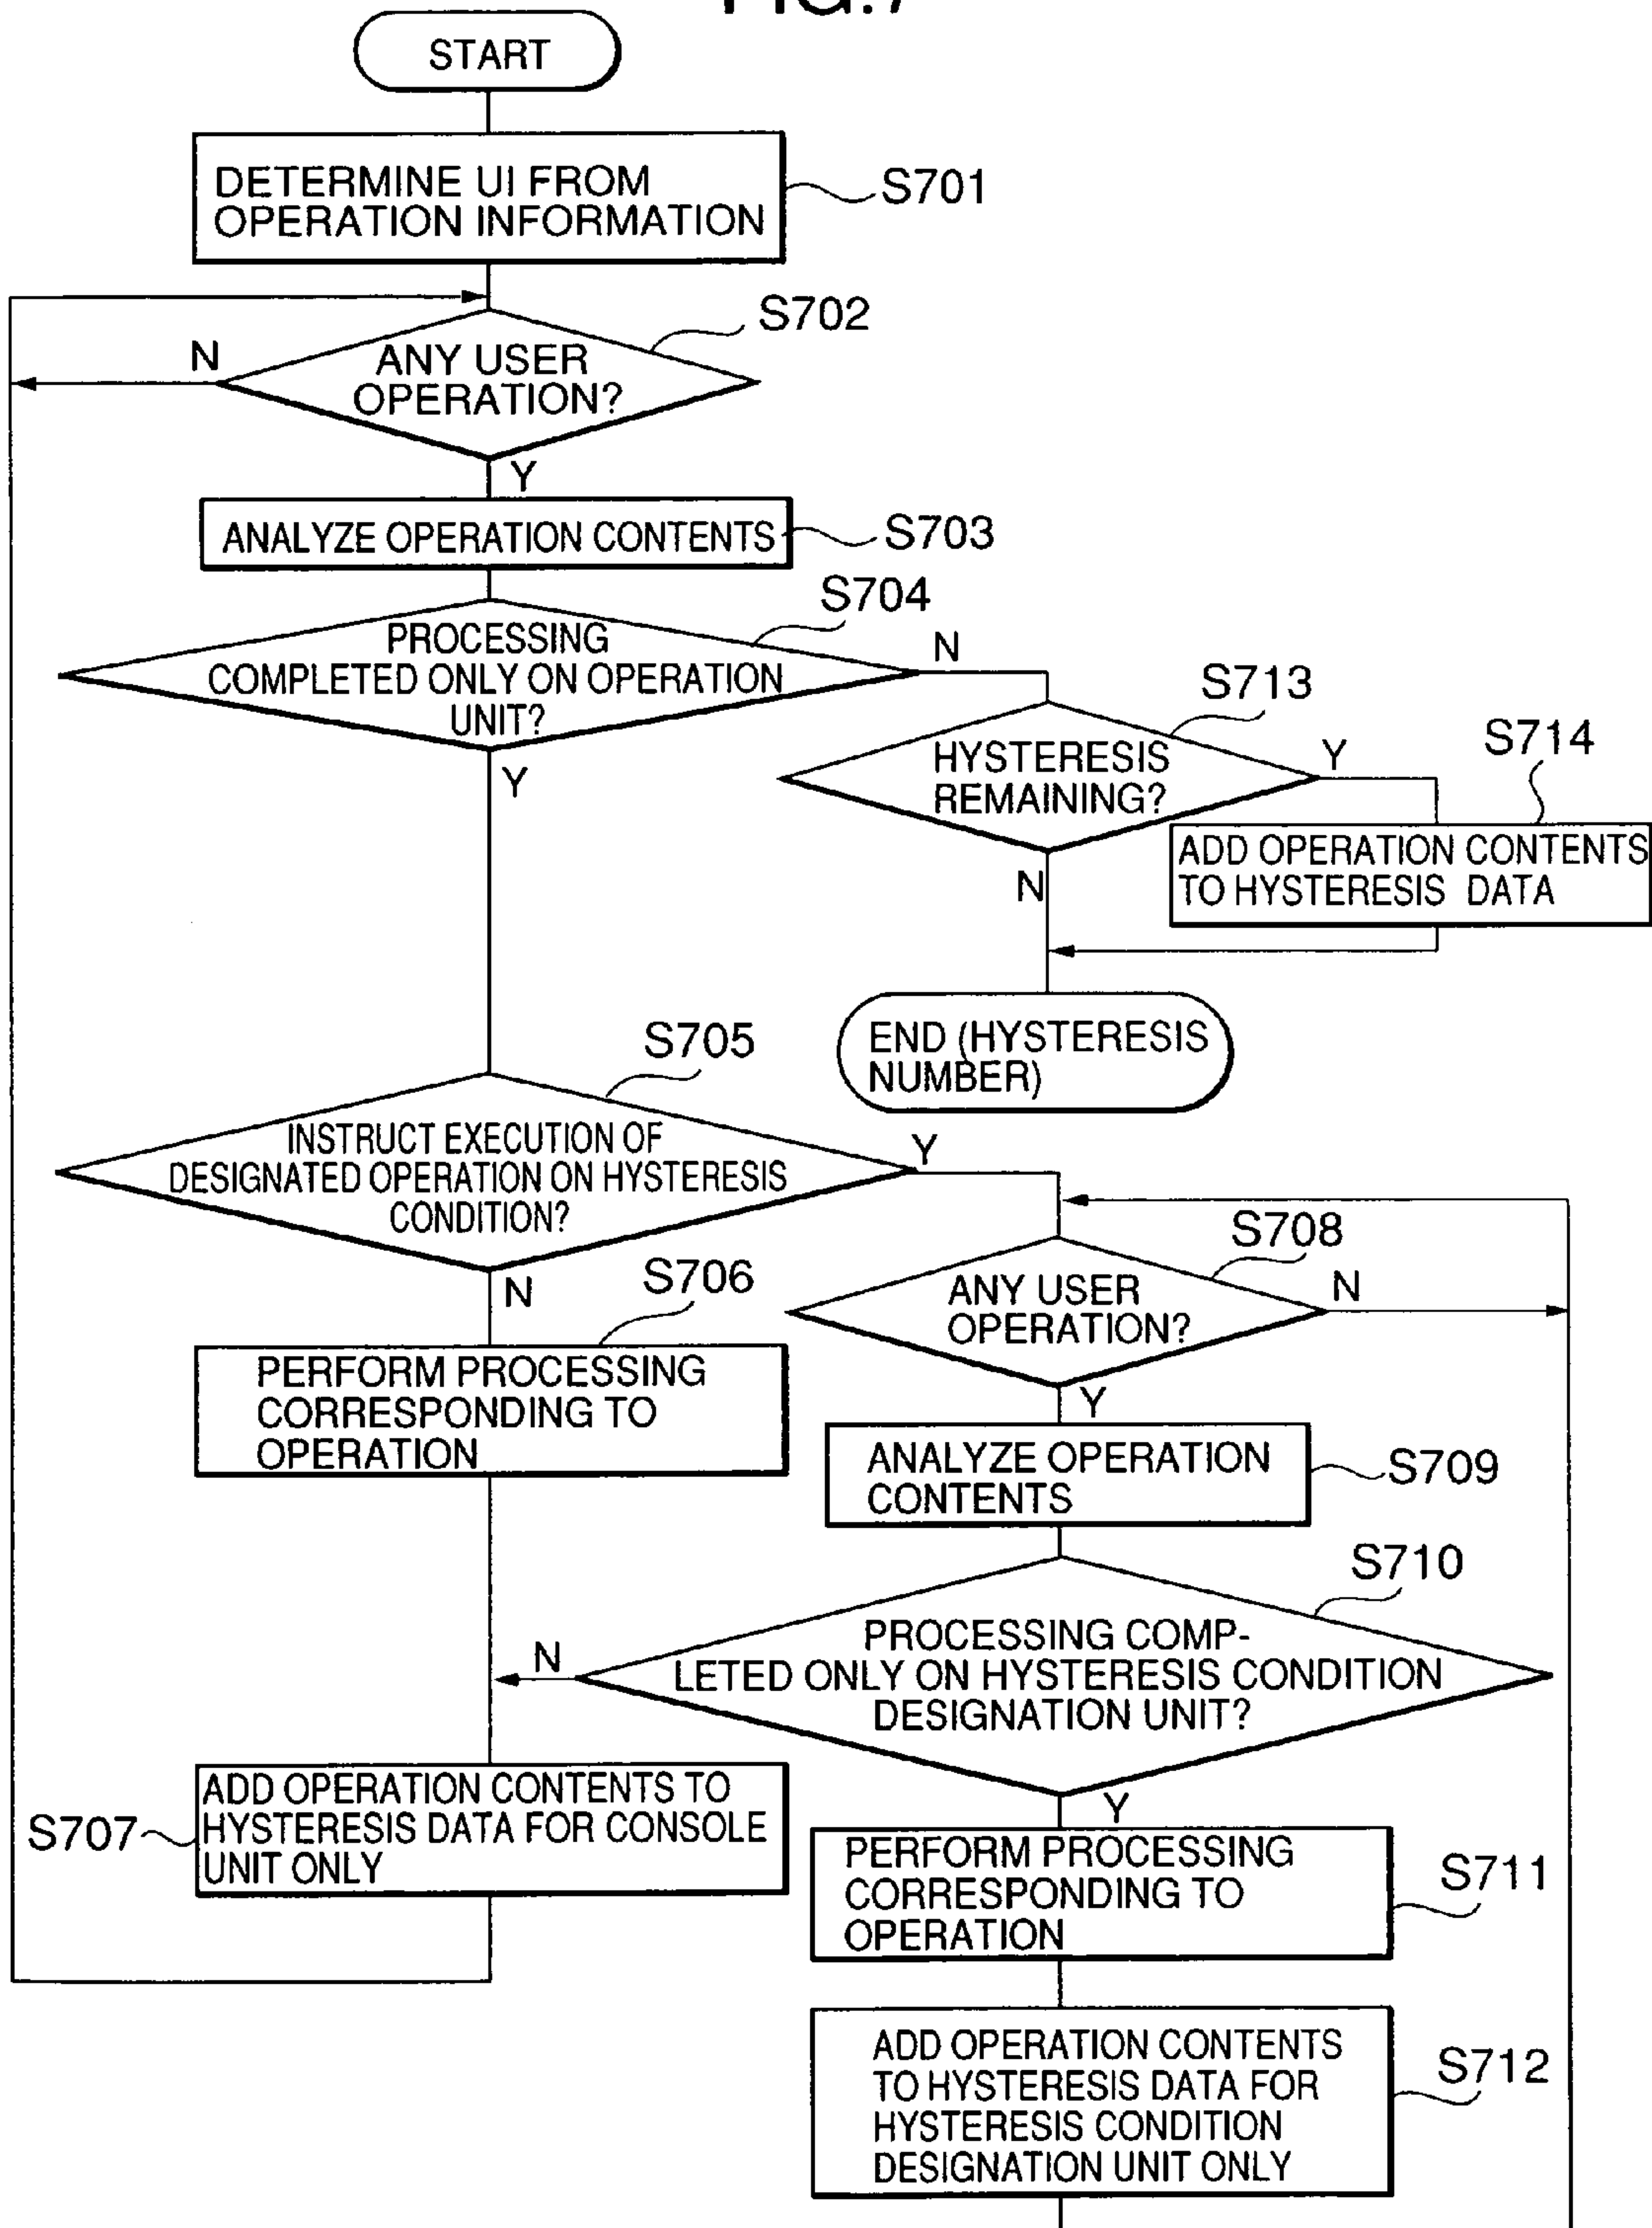 FIG.7
START
DETERMINE UI FROM
OPERATION INFORMATION
S701
S702
N
ANY USER
OPERATION?
Y
ANALYZE OPERATION CONTENTS
S703
S704
PROCESSING
COMPLETED ONLY ON OPERATION
UNIT?
N
Y
S713
HYSTERESIS
REMAINING?
Y
N
S714
ADD OPERATION CONTENTS
TO HYSTERESIS DATA
END (HYSTERESIS
NUMBER)
S705
INSTRUCT EXECUTION OF
DESIGNATED OPERATION ON HYSTERESIS
CONDITION?
Y
N
S706
PERFORM PROCESSING
CORRESPONDING TO
OPERATION
S708
ANY USER
OPERATION?
N
Y
ANALYZE OPERATION
CONTENTS
S709
S710
PROCESSING COMP-
LETED ONLY ON HYSTERESIS CONDITION
DESIGNATION UNIT?
N
Y
S707
ADD OPERATION CONTENTS TO
HYSTERESIS DATA FOR CONSOLE
UNIT ONLY
PERFORM PROCESSING
CORRESPONDING TO
OPERATION
S711
ADD OPERATION CONTENTS
TO HYSTERESIS DATA FOR
HYSTERESIS CONDITION
DESIGNATION UNIT ONLY
S712